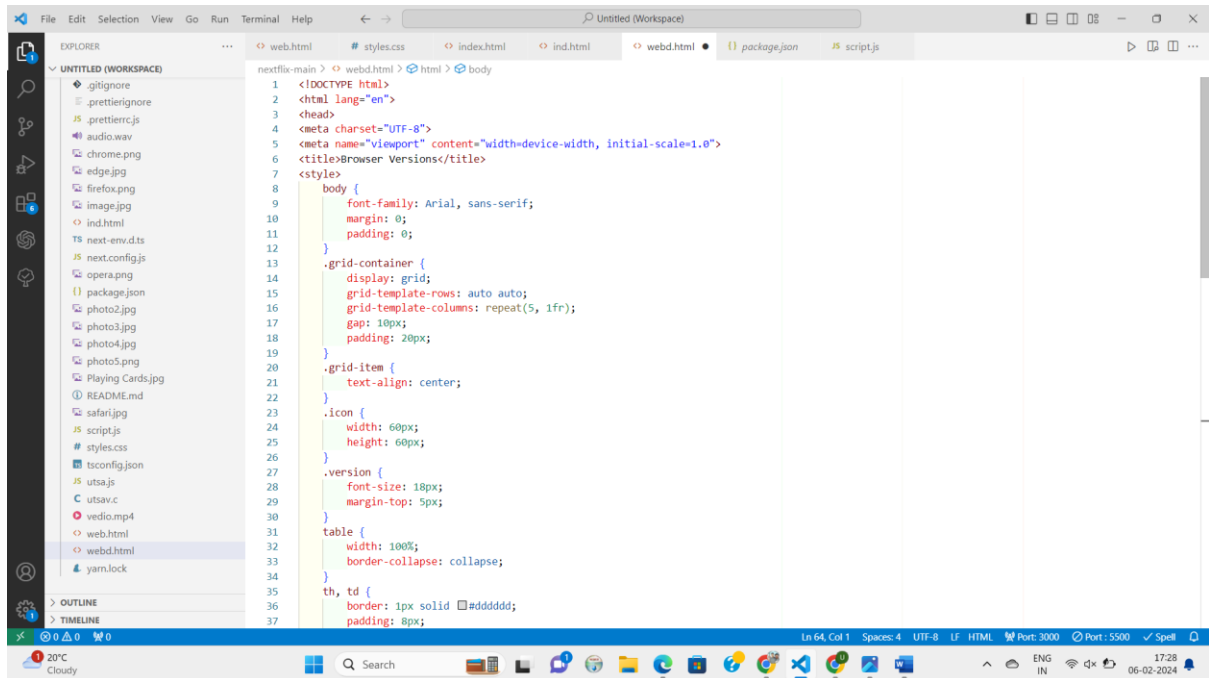 File Edit Selection View Go Run Terminal Help
Untitled (Workspace)
EXPLORER
UNTITLED (WORKSPACE)
.gitignore
.prettierignore
JS .prettierrc.js
audio.wav
chrome.png
edge.jpg
firefox.png
image.jpg
<> ind.html
TS next-env.d.ts
JS next.config.js
opera.png
{} package.json
photo2.jpg
photo3.jpg
photo4.jpg
photo5.png
Playing Cards.jpg
README.md
safari.jpg
JS script.js
# styles.css
tsconfig.json
JS utsa.js
C utsav.c
vedio.mp4
<> web.html
<> webd.html
yarn.lock
> OUTLINE
> TIMELINE
<> web.html # styles.css <> index.html <> ind.html <> webd.html ● {} package.json JS script.js
nextflix-main > <> webd.html > html > body
1 <!DOCTYPE html>
2 <html lang="en">
3 <head>
4 <meta charset="UTF-8">
5 <meta name="viewport" content="width=device-width, initial-scale=1.0">
6 <title>Browser Versions</title>
7 <style>
8 body {
9 font-family: Arial, sans-serif;
10 margin: 0;
11 padding: 0;
12 }
13 .grid-container {
14 display: grid;
15 grid-template-rows: auto auto;
16 grid-template-columns: repeat(5, 1fr);
17 gap: 10px;
18 padding: 20px;
19 }
20 .grid-item {
21 text-align: center;
22 }
23 .icon {
24 width: 60px;
25 height: 60px;
26 }
27 .version {
28 font-size: 18px;
29 margin-top: 5px;
30 }
31 table {
32 width: 100%;
33 border-collapse: collapse;
34 }
35 th, td {
36 border: 1px solid #dddddd;
37 padding: 8px;
0 0 0 Ln 64, Col 1 Spaces: 4 UTF-8 LF HTML Port: 3000 Port : 5500 Spell
1 20°C
Cloudy
Search
ENG
IN
17:28
06-02-2024